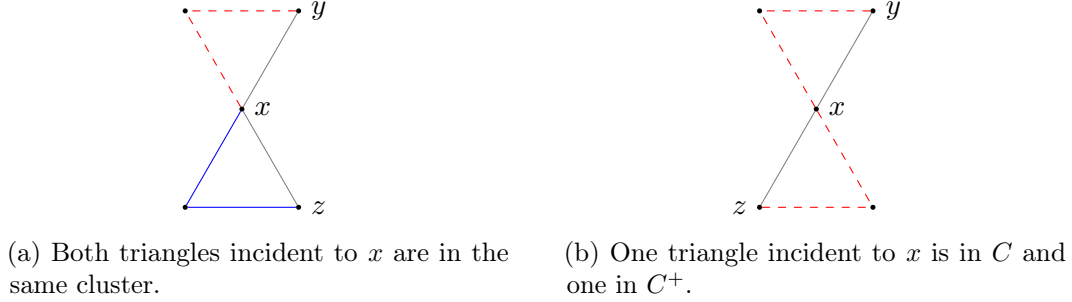 y
x
z
(a) Both triangles incident to x are in the
same cluster.
y
x
z
(b) One triangle incident to x is in C and
one in C⁺.